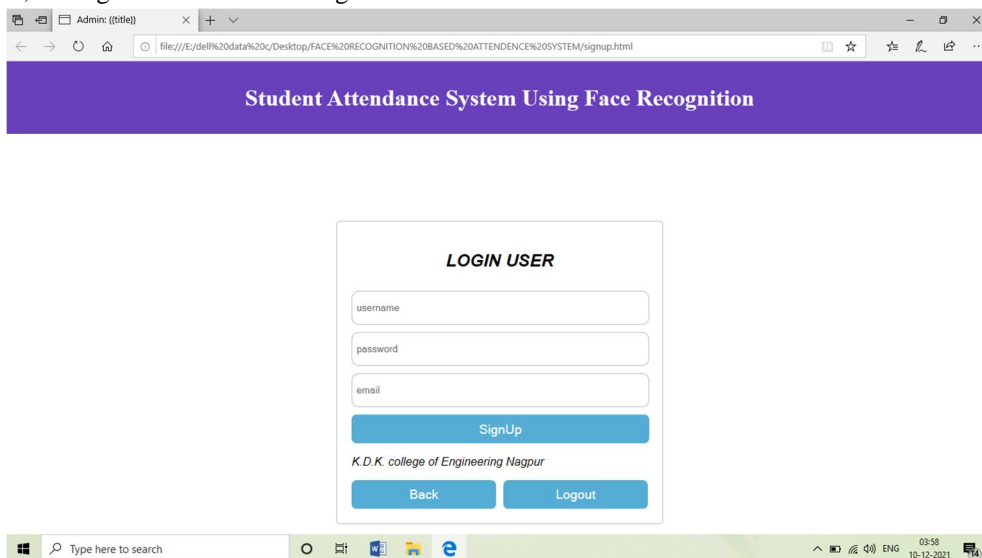 Admin: {{title}}
file:///E:/dell%20data%20c/Desktop/FACE%20RECOGNITION%20BASED%20ATTENDENCE%20SYSTEM/signup.html
Student Attendance System Using Face Recognition
LOGIN USER
username
password
email
SignUp
K.D.K. college of Engineering Nagpur
Back Logout
Type here to search
ENG
03:58
10-12-2021
14